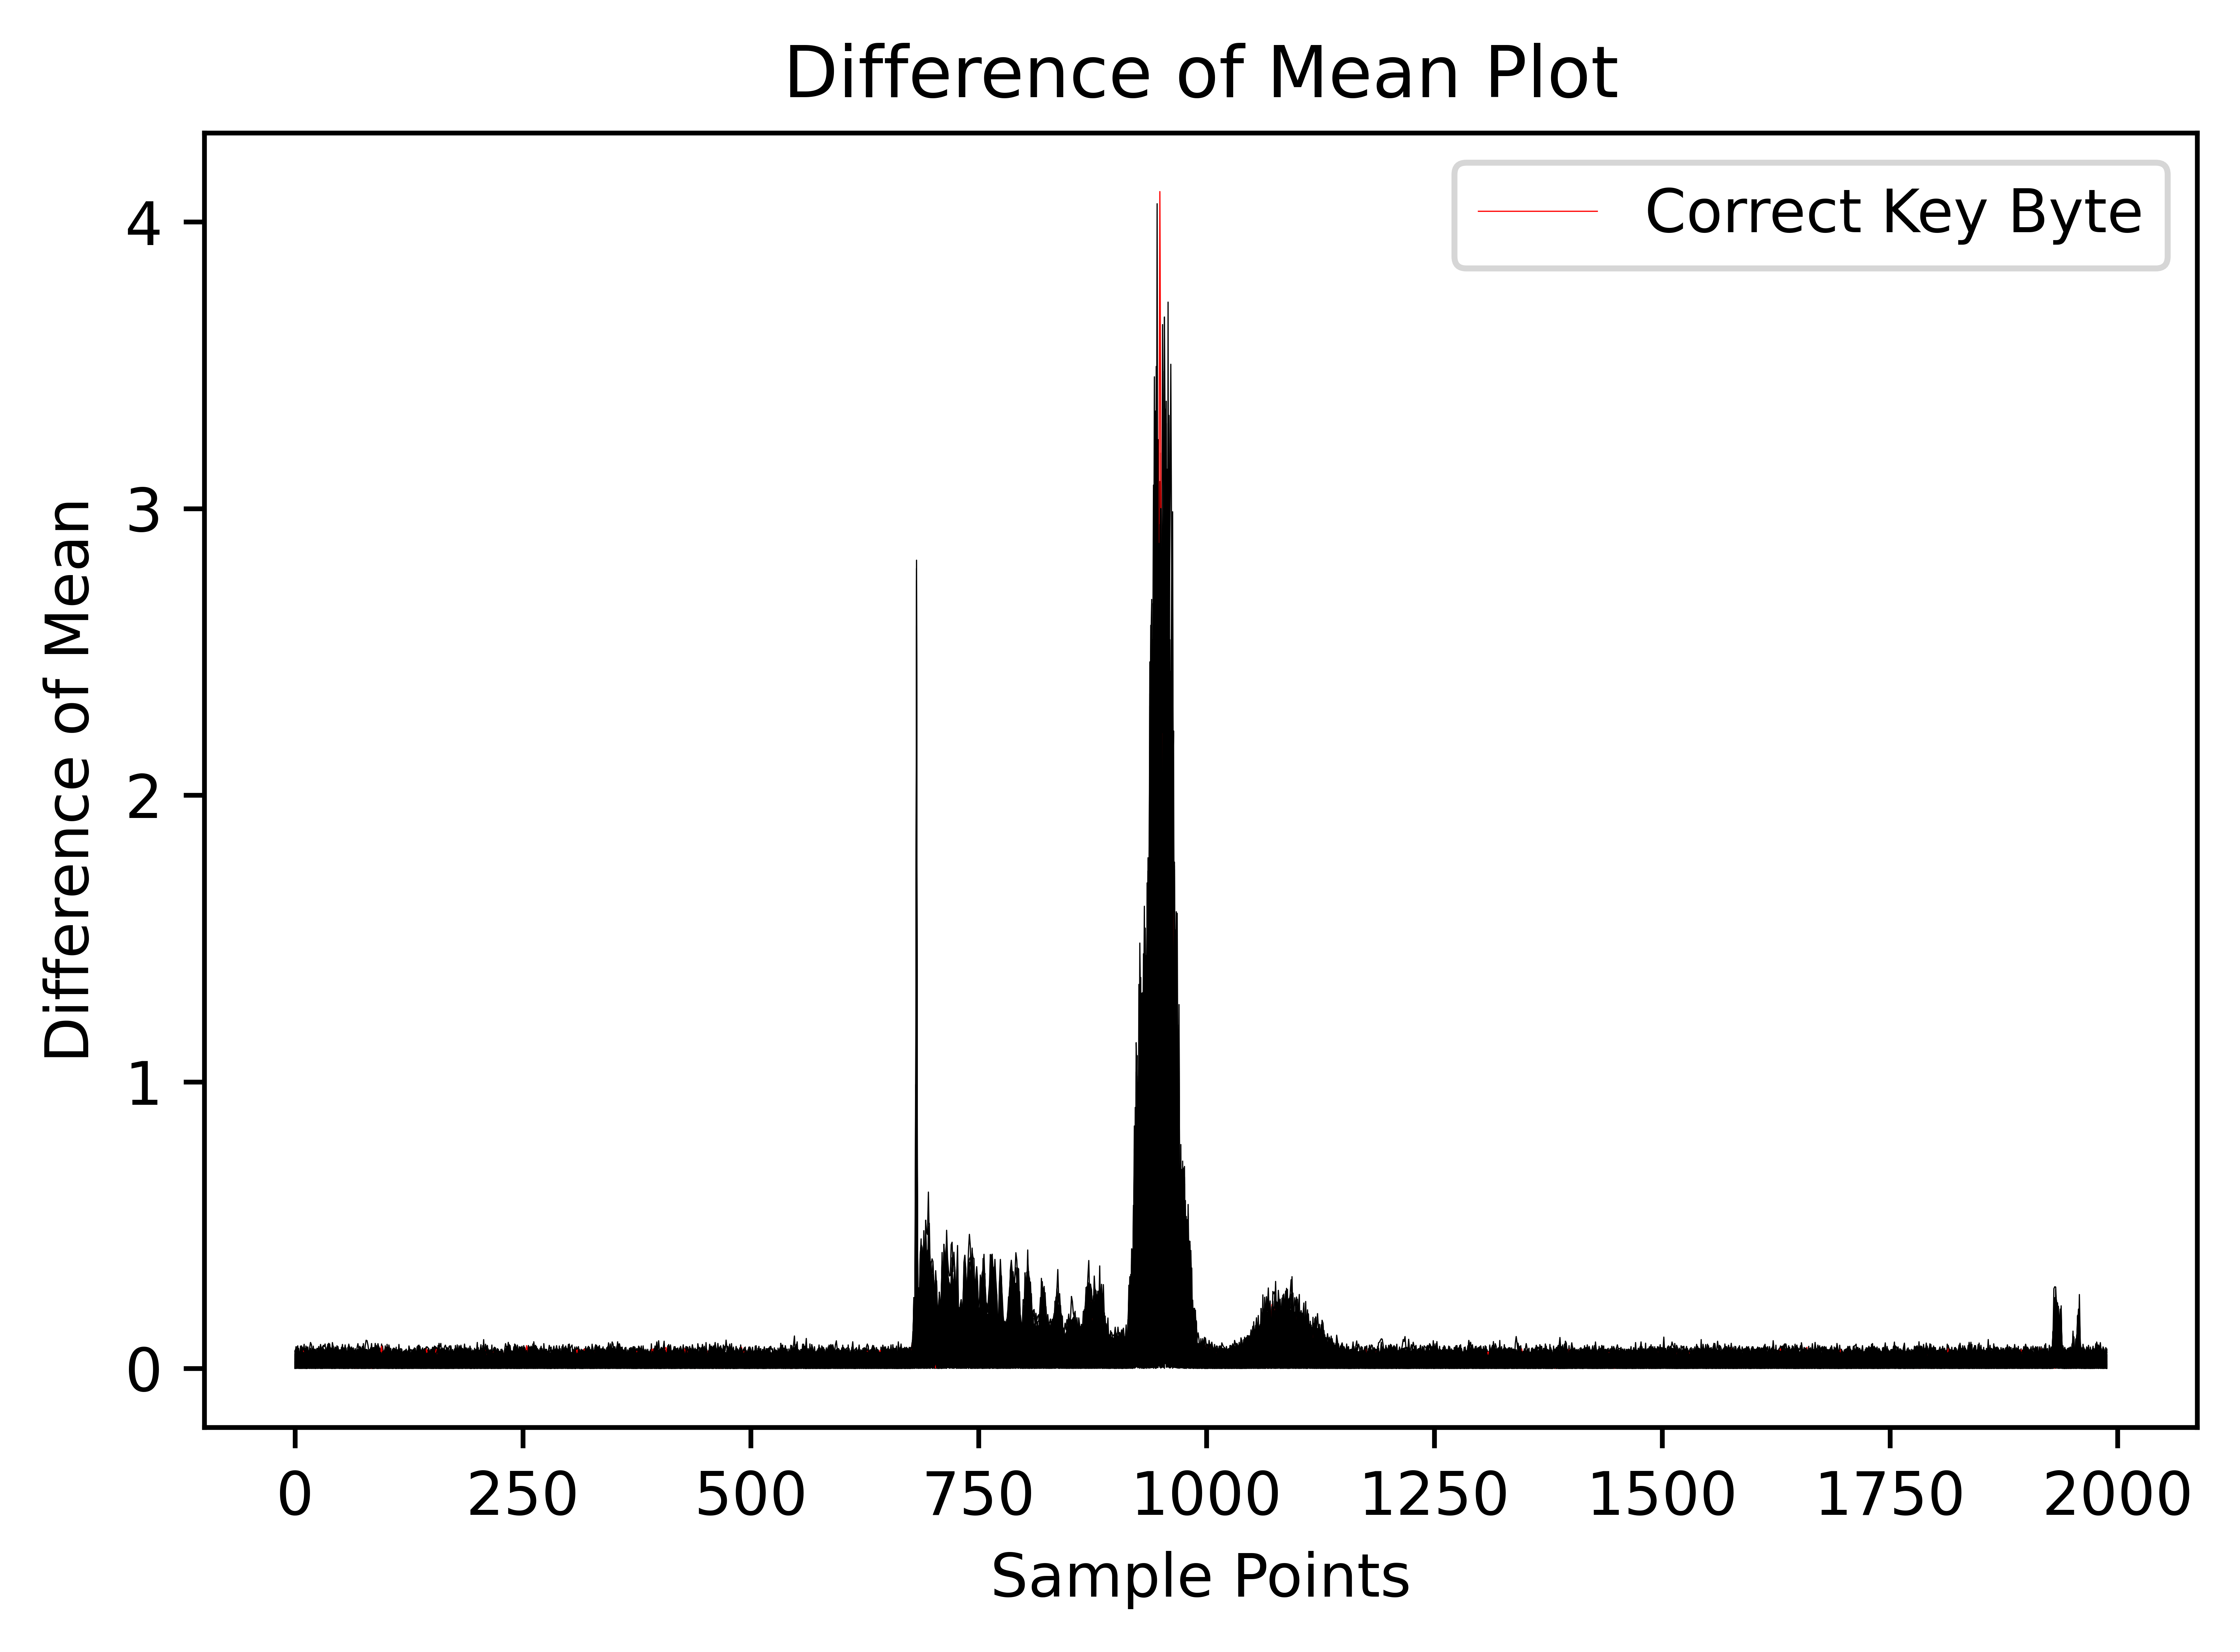 Difference of Mean Plot
Correct Key Byte
Difference of Mean
4
3
2
1
0
0 250 500 750 1000 1250 1500 1750 2000
Sample Points